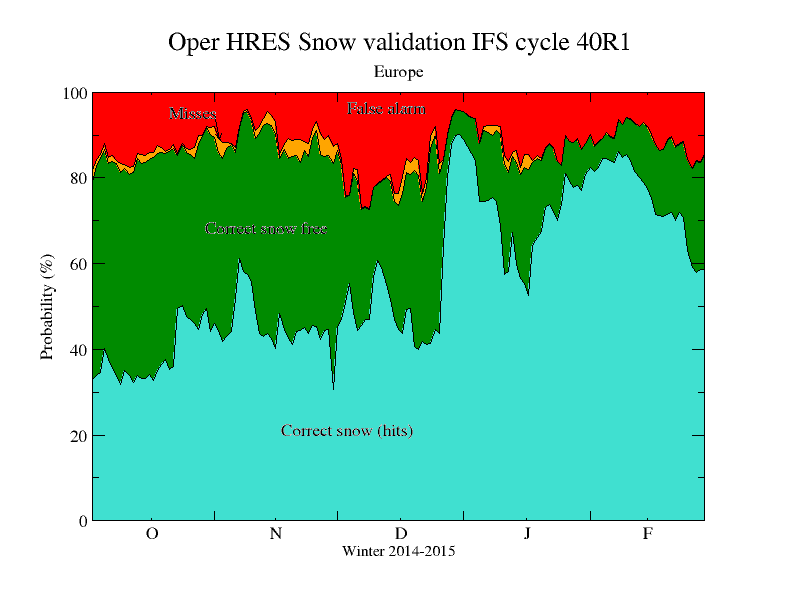 Oper HRES Snow validation IFS cycle 40R1
Europe
100
80
60
40
20
0
Probability (%)
Misses
False alarm
Correct snow free
Correct snow (hits)
O N D J F
Winter 2014-2015